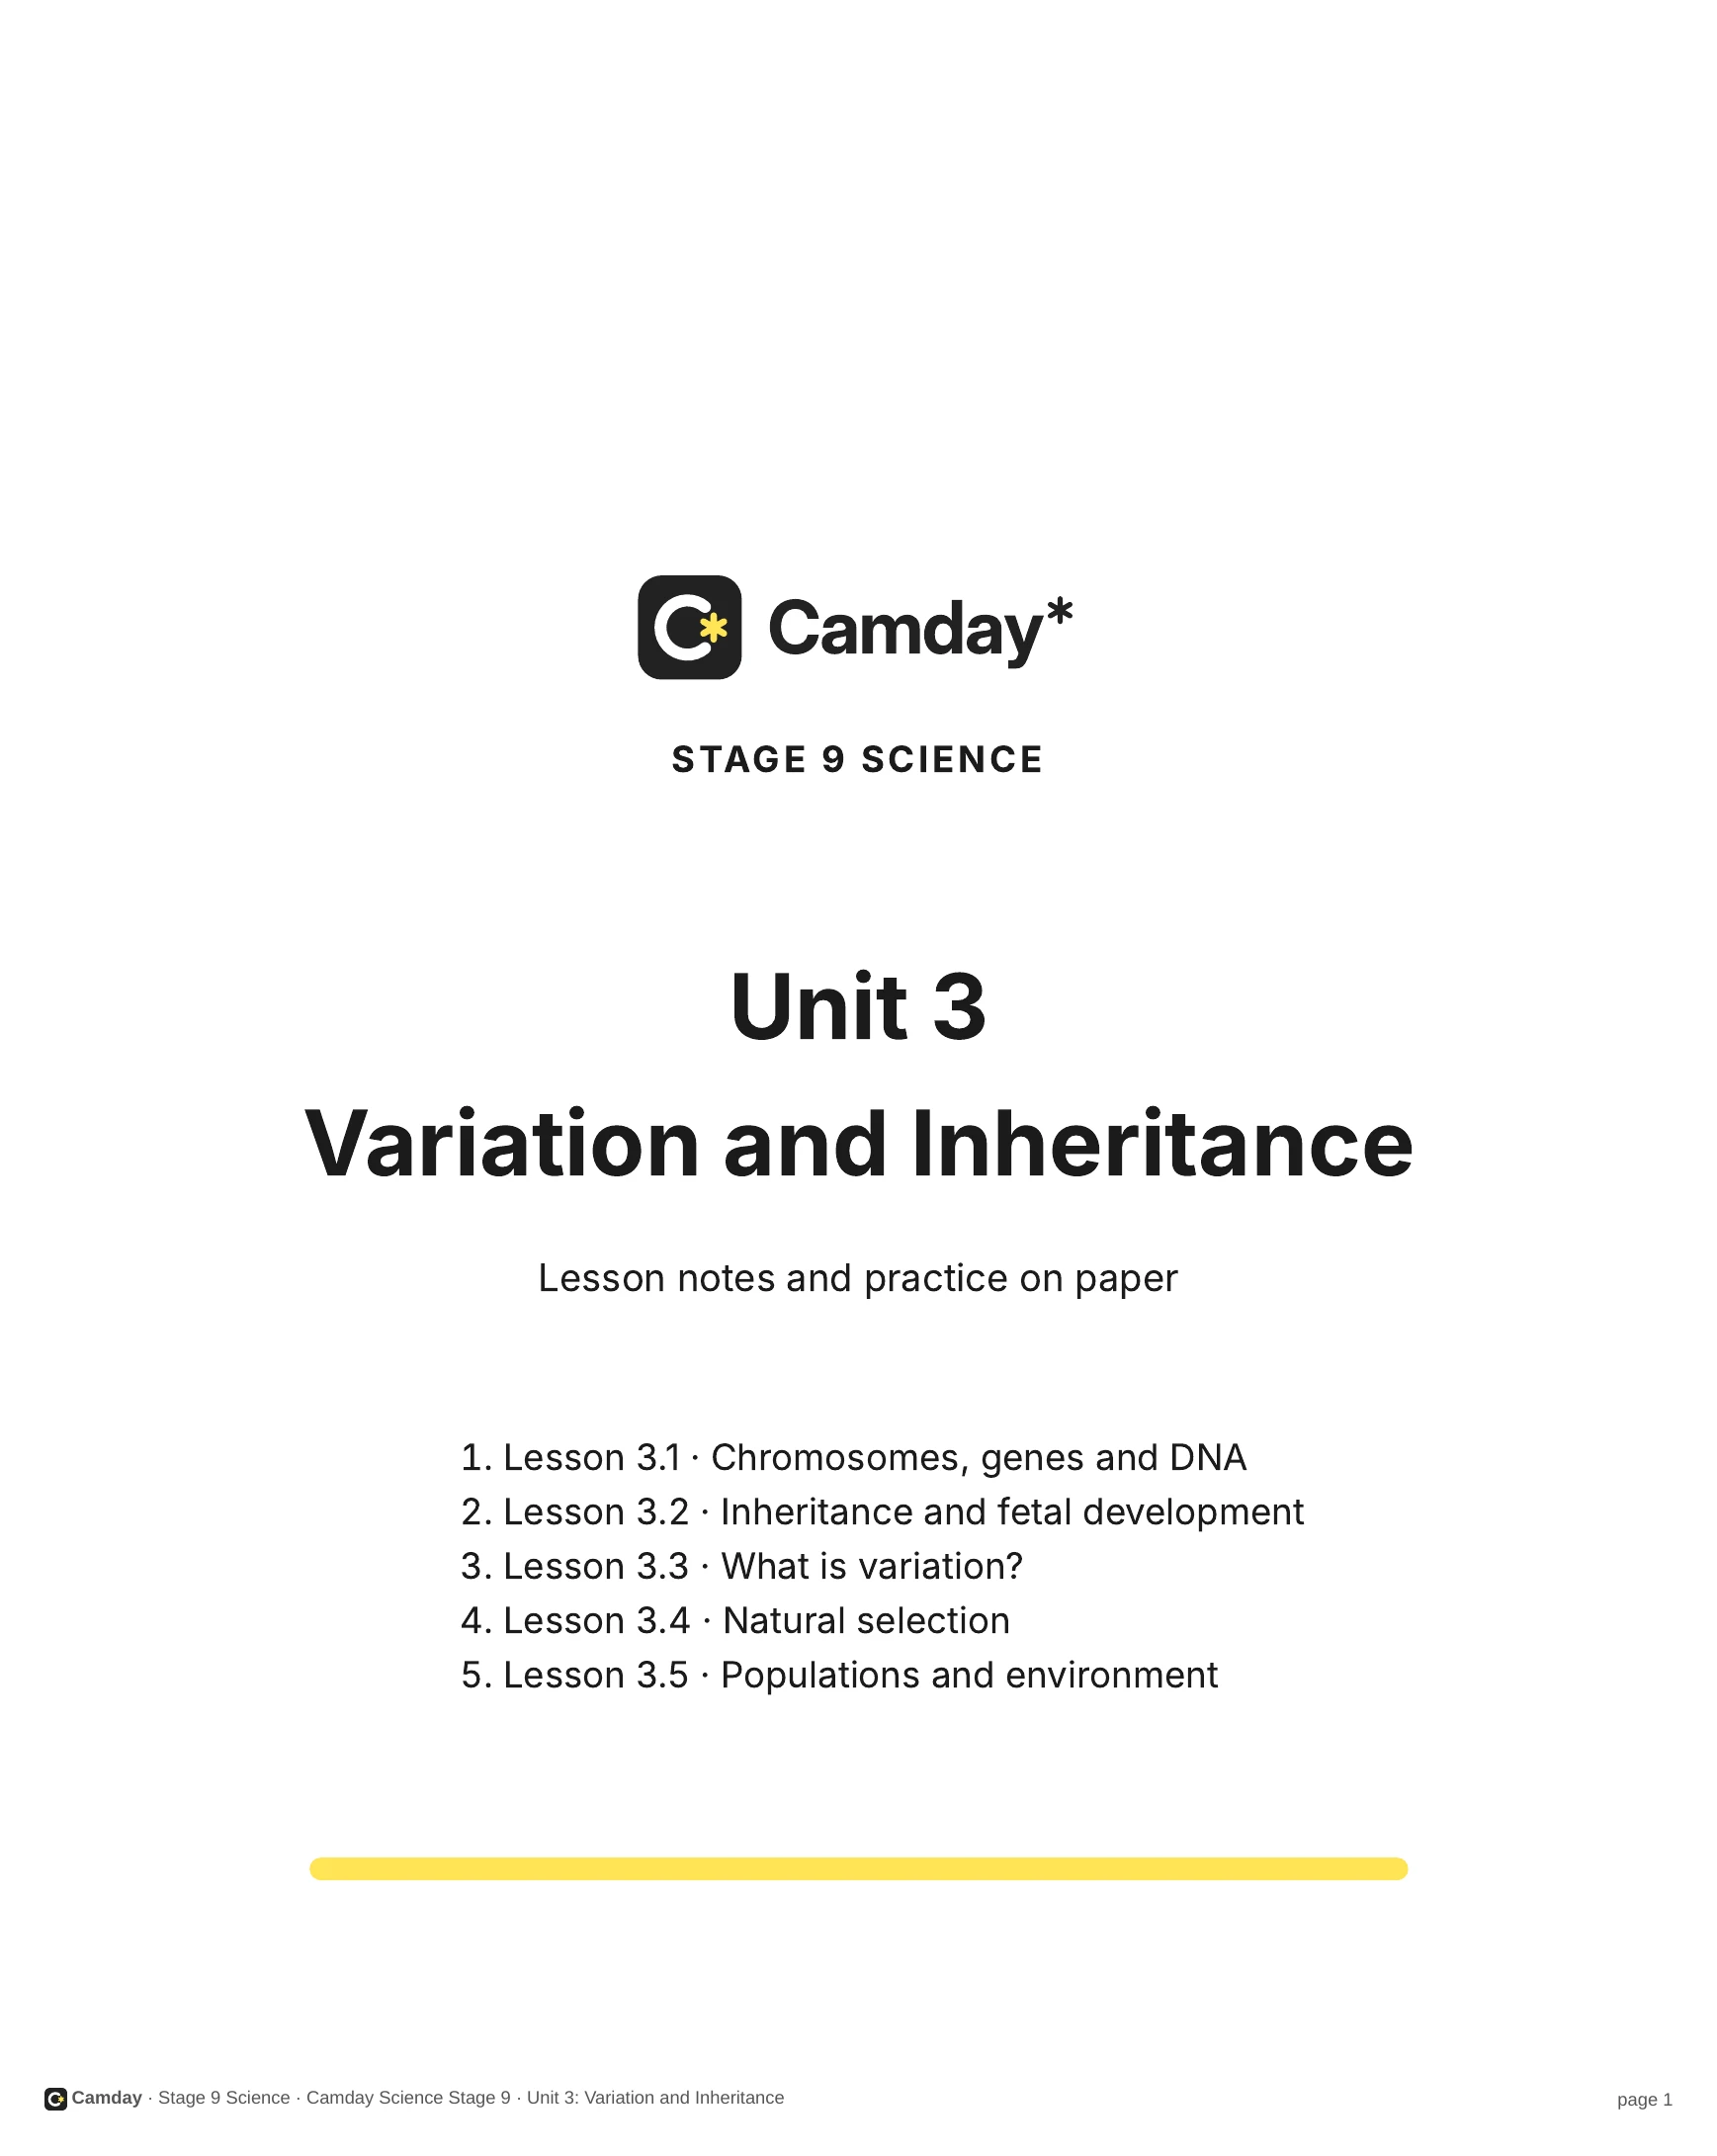 Camday*
STAGE 9 SCIENCE
Unit 3
Variation and Inheritance
Lesson notes and practice on paper
1. Lesson 3.1 · Chromosomes, genes and DNA
2. Lesson 3.2 · Inheritance and fetal development
3. Lesson 3.3 · What is variation?
4. Lesson 3.4 · Natural selection
5. Lesson 3.5 · Populations and environment
Camday · Stage 9 Science · Camday Science Stage 9 · Unit 3: Variation and Inheritance
page 1